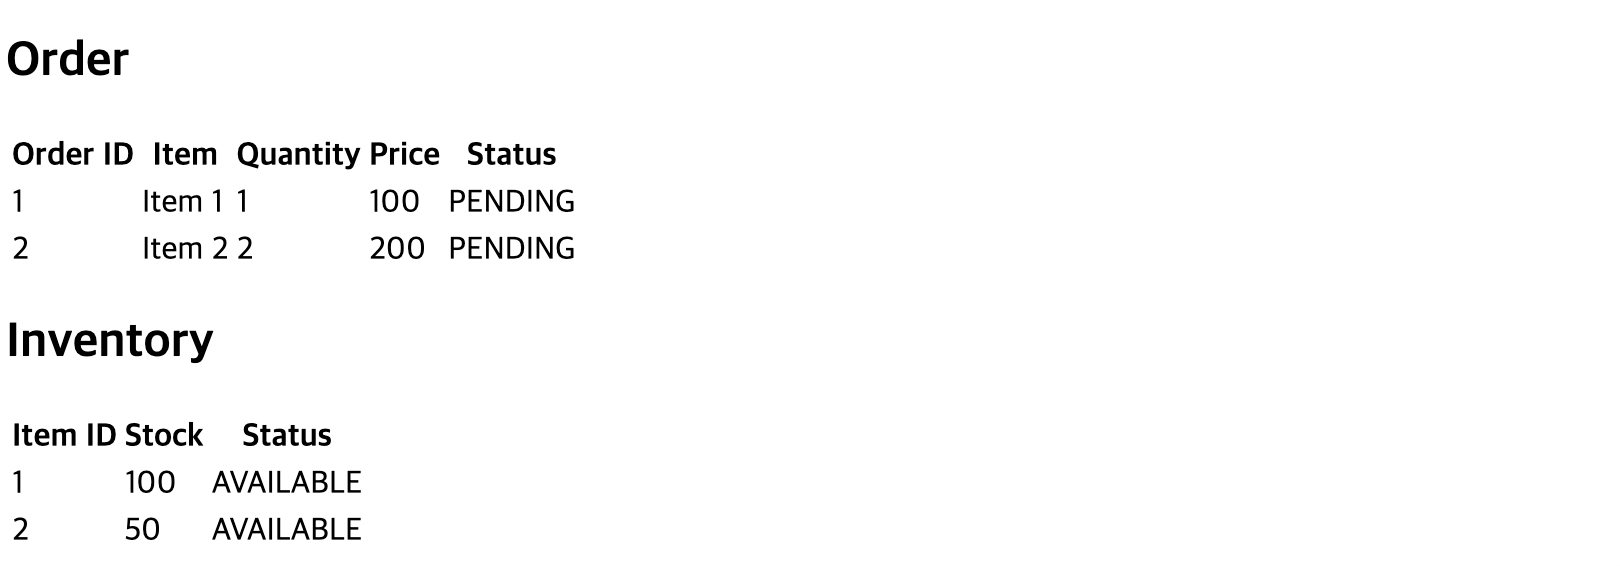 Order
Order ID Item Quantity Price Status
1 Item 1 1 100 PENDING
2 Item 2 2 200 PENDING
Inventory
Item ID Stock Status
1 100 AVAILABLE
2 50 AVAILABLE